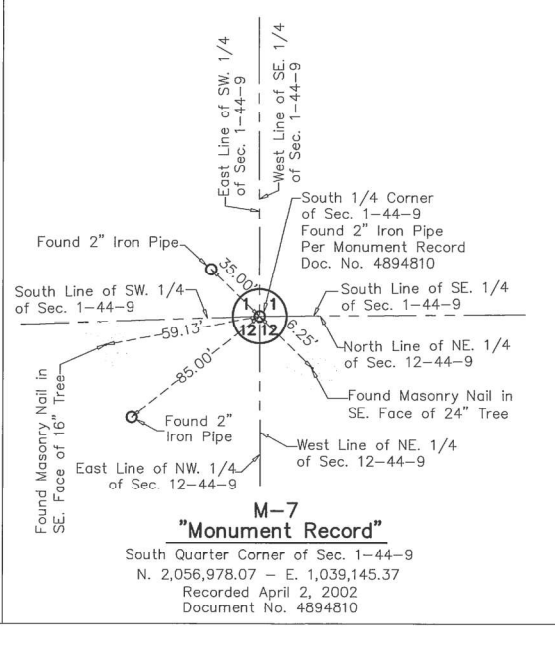 East Line of SW. 1/4
of Sec. 1-44-9
West Line of SE. 1/4
of Sec. 1-44-9
South 1/4 Corner
of Sec. 1-44-9
Found 2" Iron Pipe
Per Monument Record
Doc. No. 4894810
Found 2" Iron Pipe
35.00'
South Line of SW. 1/4
of Sec. 1-44-9
South Line of SE. 1/4
of Sec. 1-44-9
1 1
12 12
59.13'
6.25'
North Line of NE. 1/4
of Sec. 12-44-9
85.00'
Found Masonry Nail in
SE. Face of 16" Tree
Found Masonry Nail in
SE. Face of 24" Tree
Found 2"
Iron Pipe
West Line of NE. 1/4
of Sec. 12-44-9
East Line of NW. 1/4
of Sec. 12-44-9
M-7
"Monument Record"
South Quarter Corner of Sec. 1-44-9
N. 2,056,978.07 - E. 1,039,145.37
Recorded April 2, 2002
Document No. 4894810